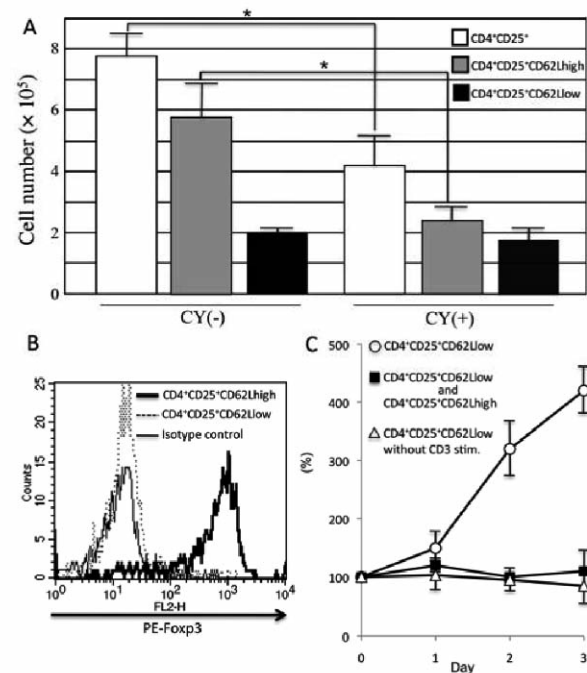 A
*
*
CD4⁺CD25⁺
CD4⁺CD25⁺CD62Lhigh
CD4⁺CD25⁺CD62Llow
Cell number (× 10⁵)
8
6
4
2
0
CY(-)
CY(+)
B
CD4⁺CD25⁺CD62Lhigh
CD4⁺CD25⁺CD62Llow
Isotype control
Counts
25
20
15
10
5
0
10⁰
10¹
10²
10³
10⁴
FL2-H
PE-Foxp3
C
CD4⁺CD25⁺CD62Llow
CD4⁺CD25⁺CD62Llow
and
CD4⁺CD25⁺CD62Lhigh
CD4⁺CD25⁺CD62Llow
without CD3 stim.
(%)
500
400
300
200
100
0
0
1
2
3
Day